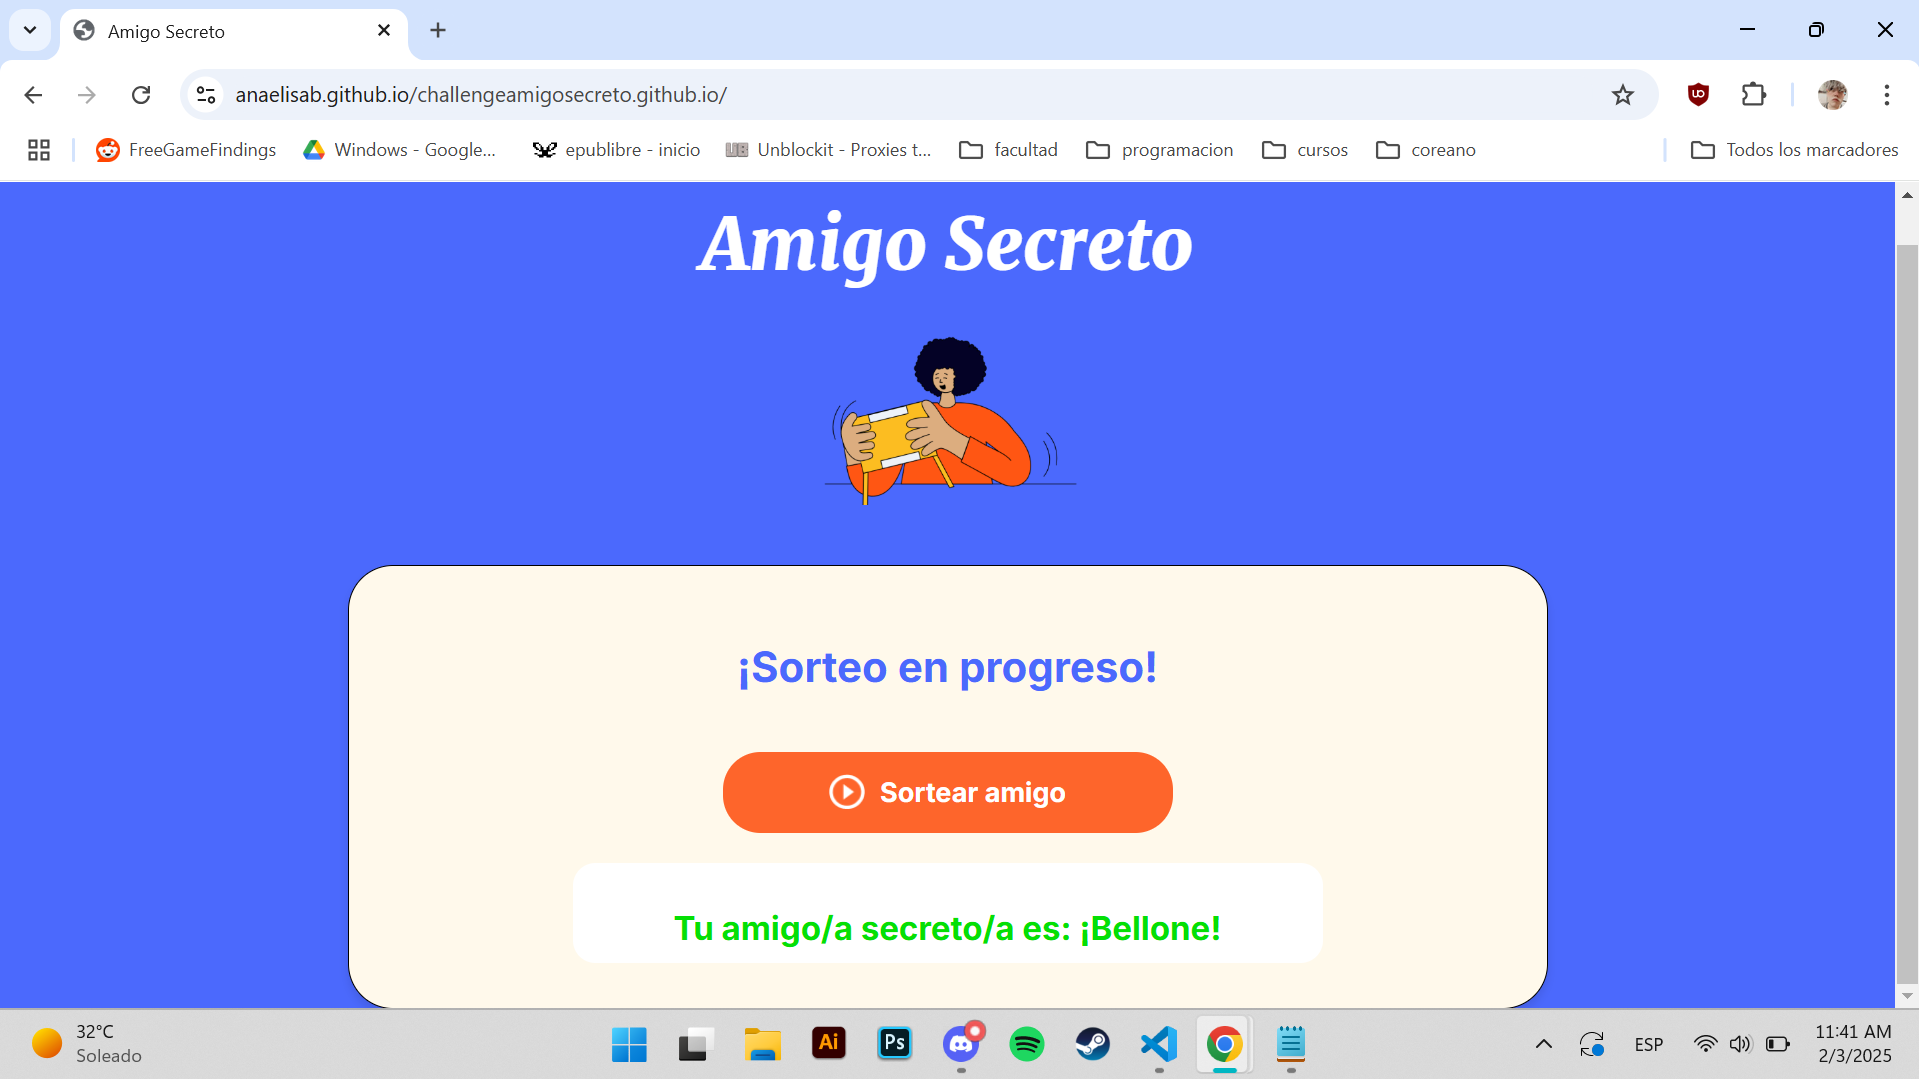 Amigo Secreto
anaelisab.github.io/challengeamigosecreto.github.io/
FreeGameFindings
Windows - Google...
epublibre - inicio
UB
Unblockit - Proxies t...
facultad
programacion
cursos
coreano
Todos los marcadores
Amigo Secreto
¡Sorteo en progreso!
Sortear amigo
Tu amigo/a secreto/a es: ¡Bellone!
32°C
Soleado
Ai
Ps
ESP
11:41 AM
2/3/2025